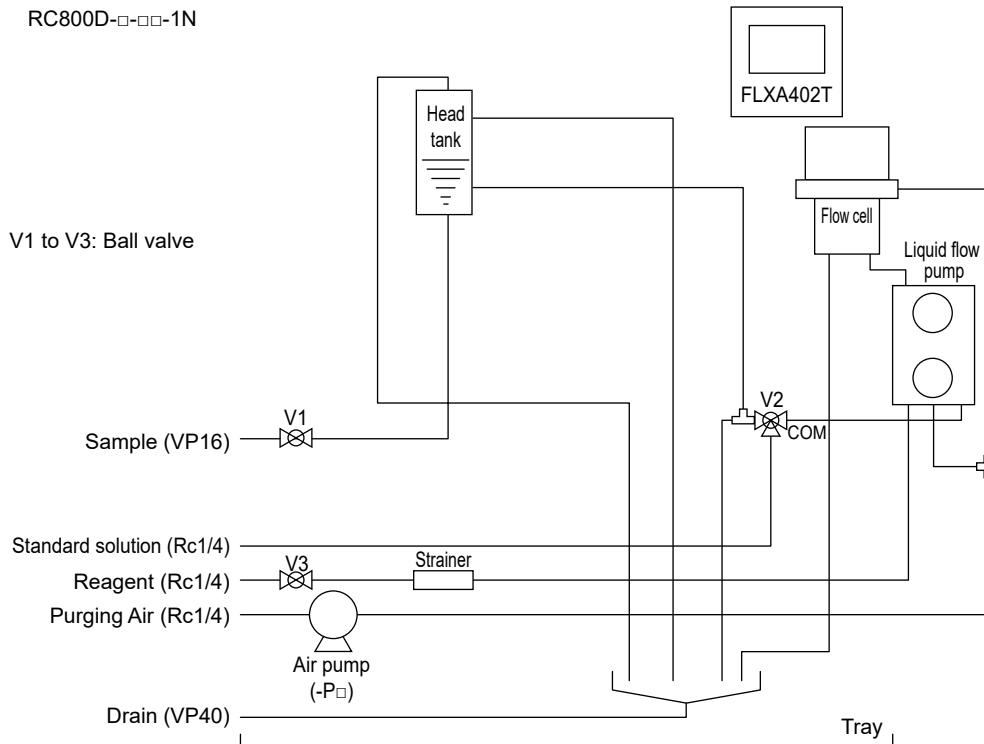 RC800D-□-□□-1N
FLXA402T
Head
tank
Flow cell
V1 to V3: Ball valve
Liquid flow
pump
V1
V2
COM
Sample (VP16)
Standard solution (Rc1/4)
V3
Strainer
Reagent (Rc1/4)
Purging Air (Rc1/4)
Air pump
(-P□)
Drain (VP40)
Tray